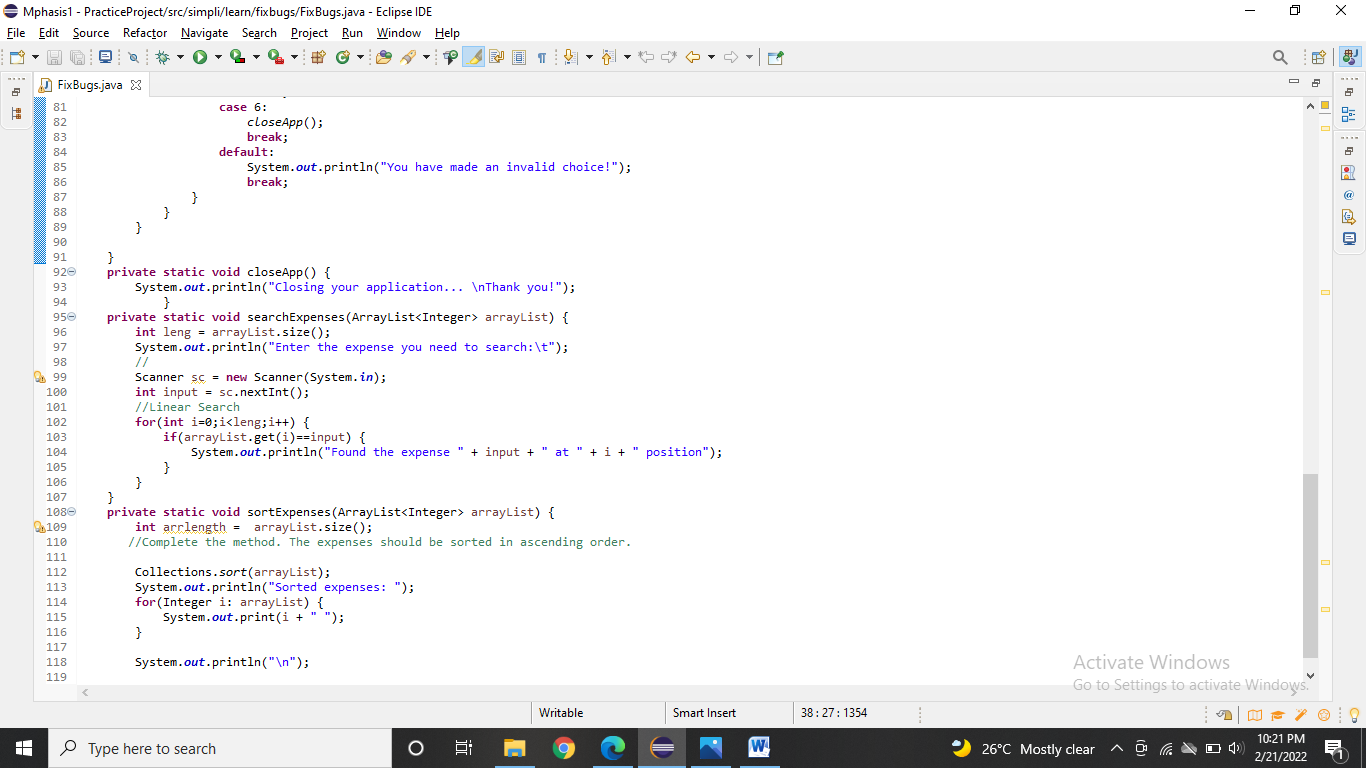 Mphasis1 - PracticeProject/src/simpli/learn/fixbugs/FixBugs.java - Eclipse IDE
File Edit Source Refactor Navigate Search Project Run Window Help
FixBugs.java
81 case 6:
82 closeApp();
83 break;
84 default:
85 System.out.println("You have made an invalid choice!");
86 break;
87 }
88 }
89 }
90
91 }
92 private static void closeApp() {
93 System.out.println("Closing your application... \nThank you!");
94 }
95 private static void searchExpenses(ArrayList<Integer> arrayList) {
96 int leng = arrayList.size();
97 System.out.println("Enter the expense you need to search:\t");
98 //
99 Scanner sc = new Scanner(System.in);
100 int input = sc.nextInt();
101 //Linear Search
102 for(int i=0;i<leng;i++) {
103 if(arrayList.get(i)==input) {
104 System.out.println("Found the expense " + input + " at " + i + " position");
105 }
106 }
107 }
108 private static void sortExpenses(ArrayList<Integer> arrayList) {
109 int arrlength =  arrayList.size();
110 //Complete the method. The expenses should be sorted in ascending order.
111
112 Collections.sort(arrayList);
113 System.out.println("Sorted expenses: ");
114 for(Integer i: arrayList) {
115 System.out.print(i + " ");
116 }
117
118 System.out.println("\n");
119
Activate Windows
Go to Settings to activate Windows.
Writable Smart Insert 38 : 27 : 1354
Type here to search
26°C Mostly clear
10:21 PM
2/21/2022
1